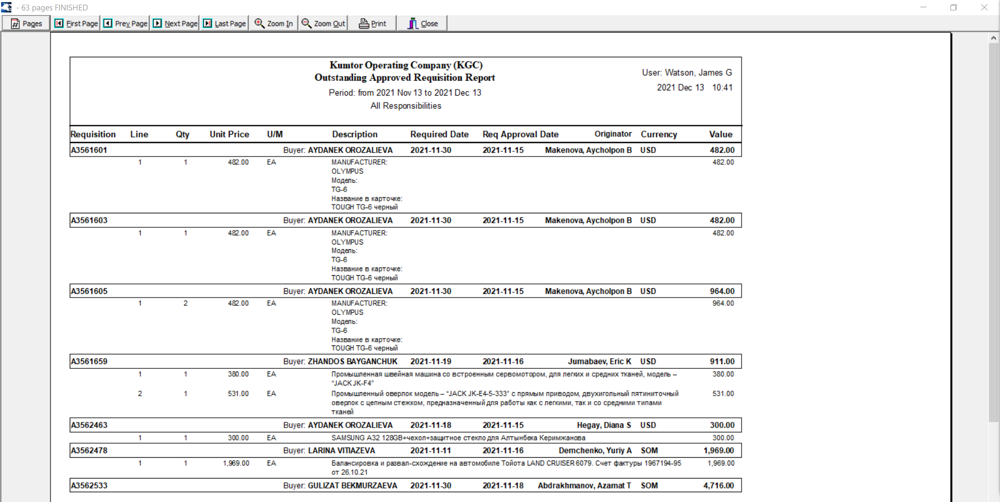 - 63 pages FINISHED
Pages First Page Prev Page Next Page Last Page Zoom In Zoom Out Print Close
Kumtor Operating Company (KGC)
Outstanding Approved Requisition Report
Period: from 2021 Nov 13 to 2021 Dec 13
All Responsibilities
User: Watson, James G
2021 Dec 13 10:41
Requisition Line Qty Unit Price U/M Description Required Date Req Approval Date Originator Currency Value
A3561601 Buyer: AYDANEK OROZALIEVA 2021-11-30 2021-11-15 Makenova, Aycholpon B USD 482.00
1 1 482.00 EA MANUFACTURER: 482.00
OLYMPUS
Модель:
TG-6
Название в карточке:
TOUGH TG-6 черный
A3561603 Buyer: AYDANEK OROZALIEVA 2021-11-30 2021-11-15 Makenova, Aycholpon B USD 482.00
1 1 482.00 EA MANUFACTURER: 482.00
OLYMPUS
Модель:
TG-6
Название в карточке:
TOUGH TG-6 черный
A3561605 Buyer: AYDANEK OROZALIEVA 2021-11-30 2021-11-15 Makenova, Aycholpon B USD 964.00
1 2 482.00 EA MANUFACTURER: 964.00
OLYMPUS
Модель:
TG-6
Название в карточке:
TOUGH TG-6 черный
A3561659 Buyer: ZHANDOS BAYGANCHUK 2021-11-19 2021-11-16 Jumabaev, Eric K USD 911.00
1 1 380.00 EA Промышленная швейная машина со встроенным сервомотором, для легких и средних тканей, модель – 380.00
“JACK JK-F4”
2 1 531.00 EA Промышленный оверлок модель – “JACK JK-E4-5-333” с прямым приводом, двухигольный пятиниточный 531.00
оверлок с цепным стежком, предназначенный для работы как с легкими, так и со средними типами
тканей
A3562463 Buyer: AYDANEK OROZALIEVA 2021-11-18 2021-11-15 Hegay, Diana S USD 300.00
1 1 300.00 EA SAMSUNG A32 128GB+чехол+защитное стекло для Алтынбека Керимжанова 300.00
A3562478 Buyer: LARINA VITIAZEVA 2021-11-11 2021-11-16 Demchenko, Yuriy A SOM 1,969.00
1 1 1,969.00 EA Балансировка и развал-схождение на автомобиле Тойота LAND CRUISER 6079. Счет фактуры 1967194-95 1,969.00
от 26.10.21
A3562533 Buyer: GULIZAT BEKMURZAEVA 2021-11-30 2021-11-18 Abdrakhmanov, Azamat T SOM 4,716.00